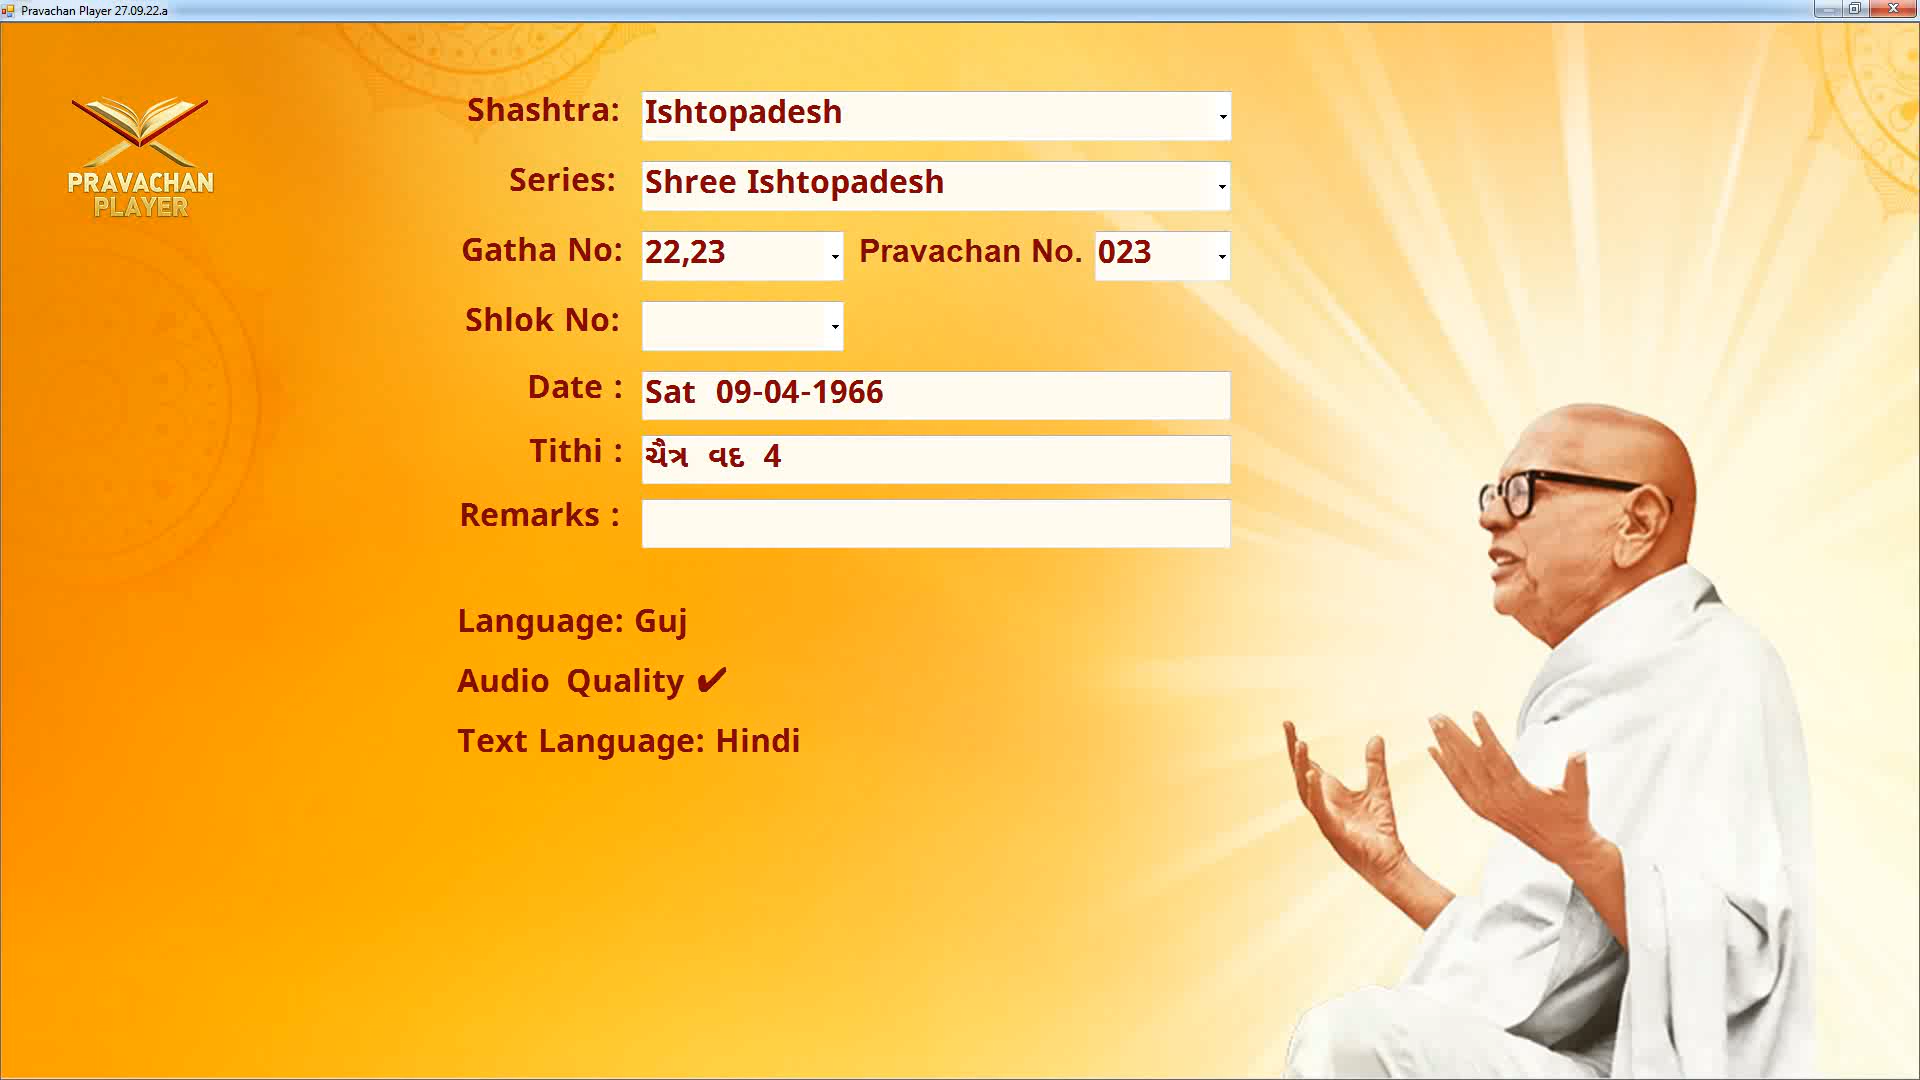 Pravachan Player 27.09.22.a
PRAVACHAN
PLAYER
Shashtra: Ishtopadesh
Series: Shree Ishtopadesh
Gatha No: 22,23 Pravachan No. 023
Shlok No:
Date : Sat 09-04-1966
Tithi : ચૈત્ર વદ 4
Remarks :
Language: Guj
Audio Quality ✔
Text Language: Hindi